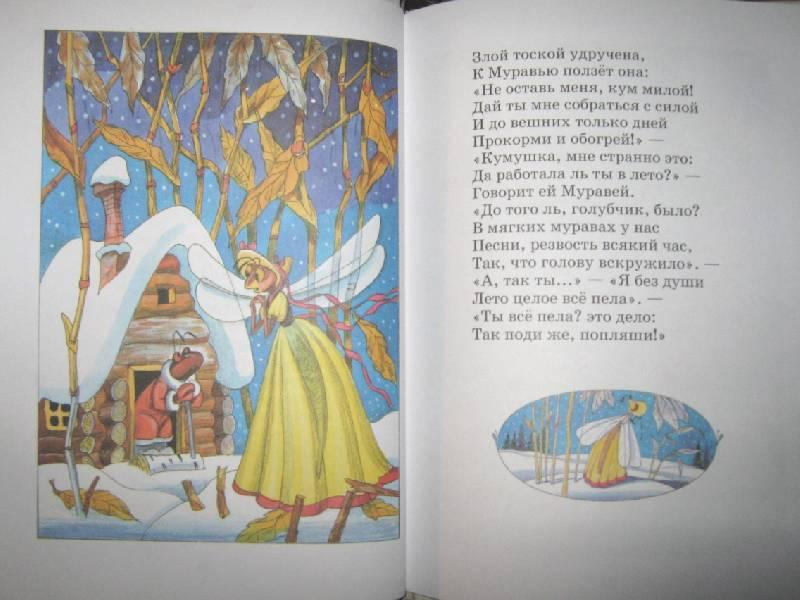 Злой тоской удручена,
К Муравью ползёт она:
«Не оставь меня, кум милой!
Дай ты мне собраться с силой
И до вешних только дней
Прокорми и обогрей!» —
«Кумушка, мне странно это:
Да работала ль ты в лето?» —
Говорит ей Муравей.
«До того ль, голубчик, было?
В мягких муравах у нас
Песни, резвость всякий час,
Так, что голову вскружило». —
«А, так ты...» — «Я без души
Лето целое всё пела». —
«Ты всё пела? это дело:
Так поди же, попляши!»